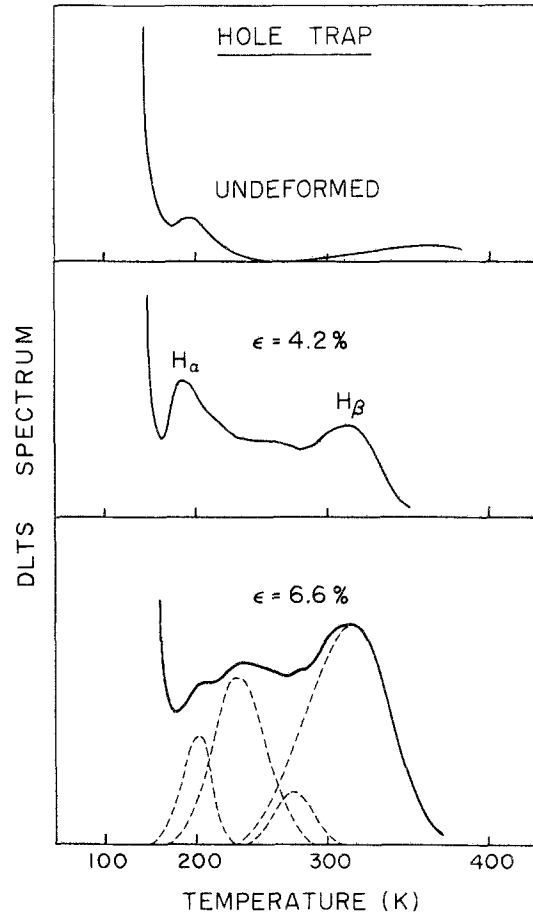 HOLE TRAP
UNDEFORMED
ϵ = 4.2 %
Hα
Hβ
ϵ = 6.6 %
DLTS SPECTRUM
100 200 300 400
TEMPERATURE (K)